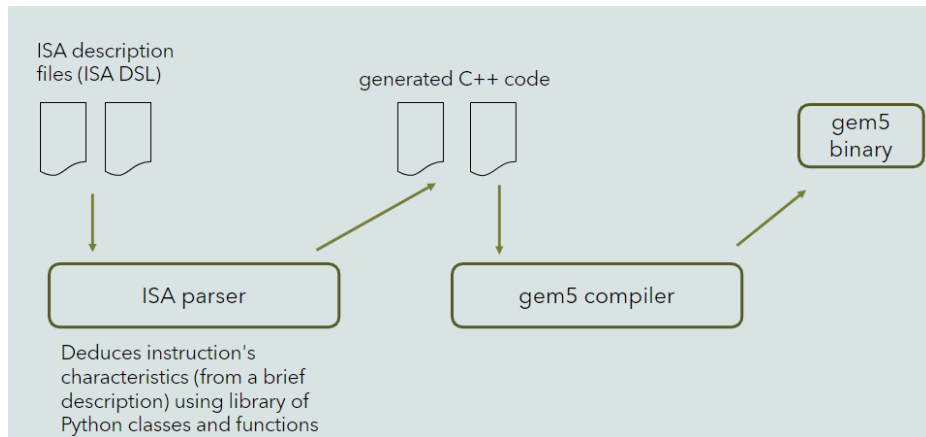 ISA description
files (ISA DSL)
generated C++ code
gem5
binary
ISA parser
gem5 compiler
Deduces instruction's
characteristics (from a brief
description) using library of
Python classes and functions